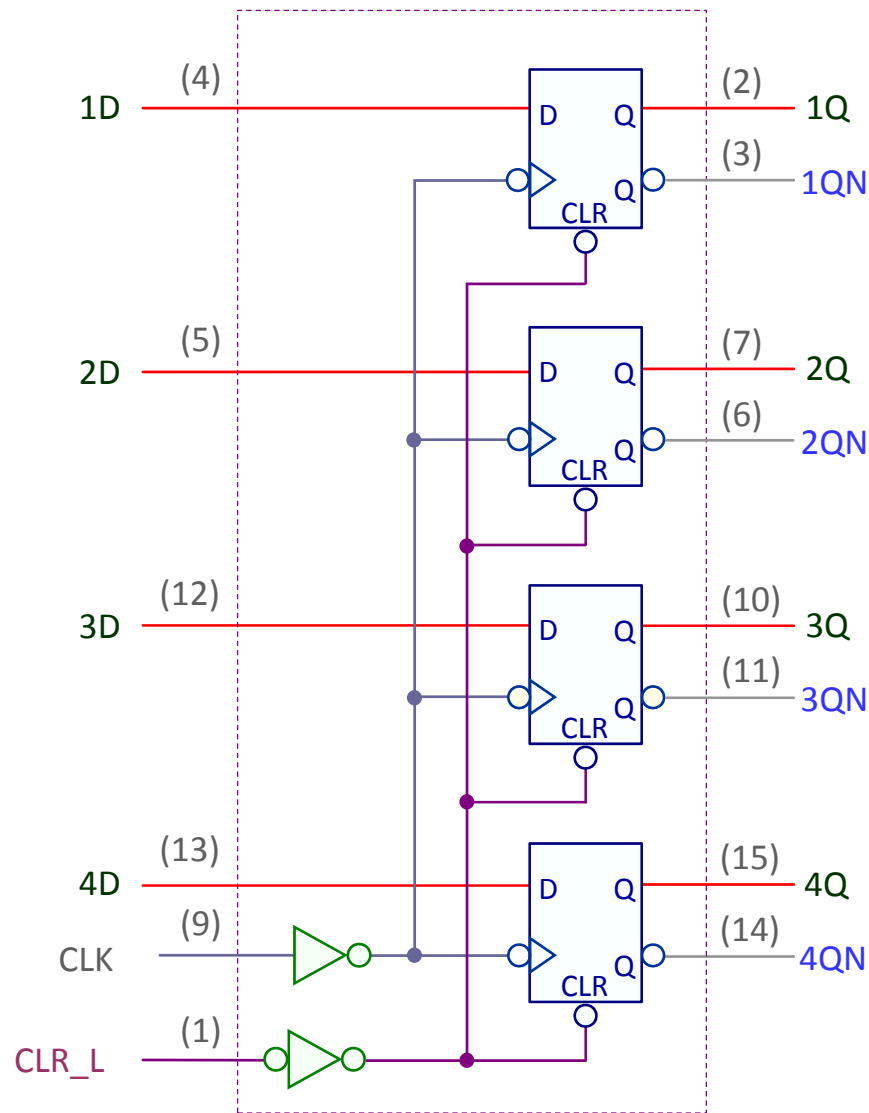 (4) (2)
1D D Q 1Q
(3)
Q 1QN
CLR
(5) (7)
2D D Q 2Q
(6)
Q 2QN
CLR
(12) (10)
3D D Q 3Q
(11)
Q 3QN
CLR
(13) (15)
4D D Q 4Q
(9) (14)
CLK Q 4QN
CLR
(1)
CLR_L